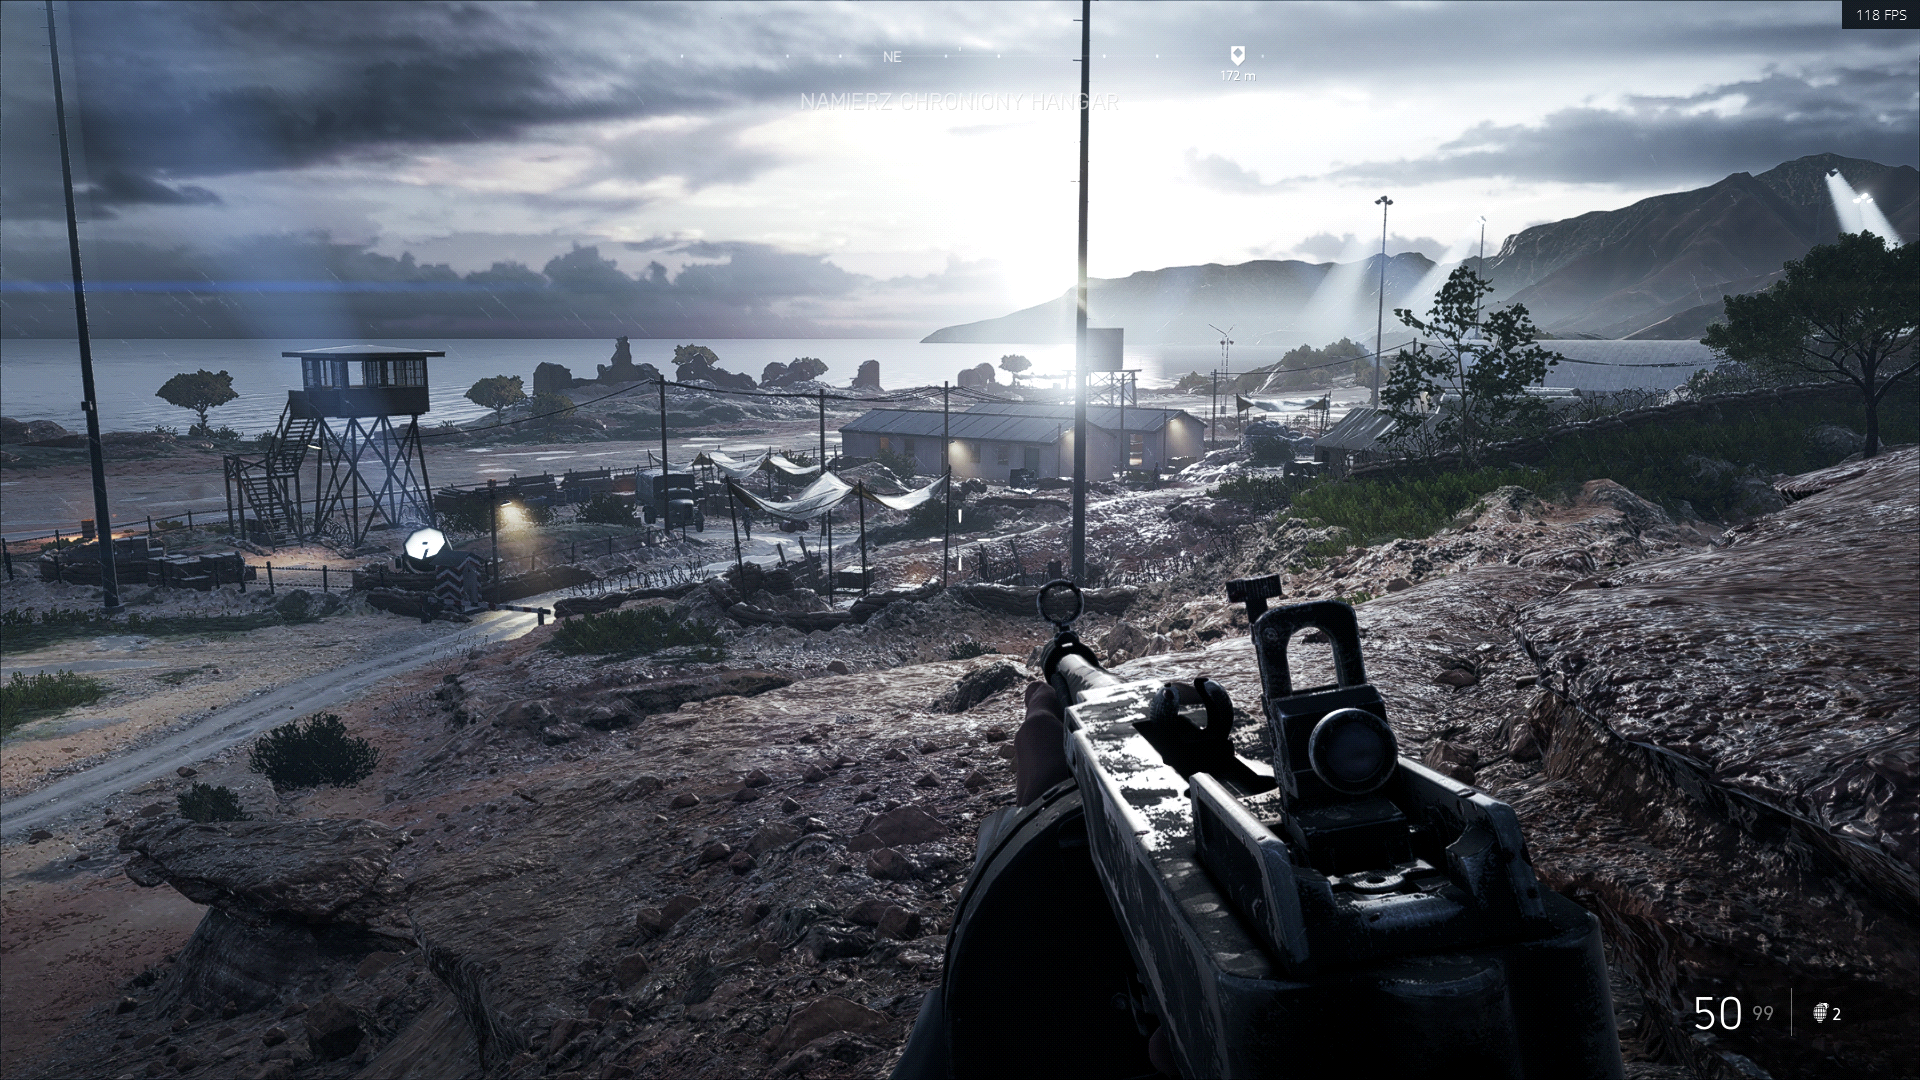 118 FPS
NE
172 m
NAMIERZ CHRONIONY HANGAR
50 99 2